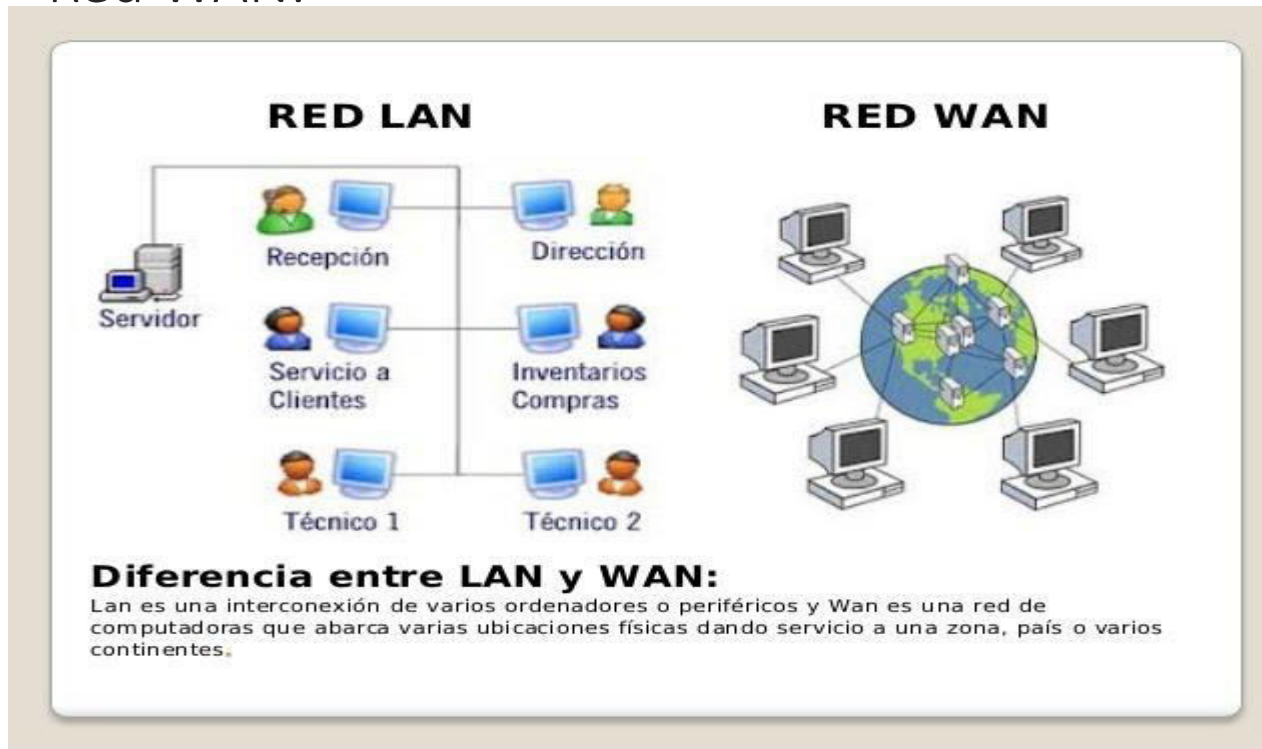 RED LAN
RED WAN
Recepción
Dirección
Servidor
Servicio a
Clientes
Inventarios
Compras
Técnico 1
Técnico 2
Diferencia entre LAN y WAN:
Lan es una interconexión de varios ordenadores o periféricos y Wan es una red de
computadoras que abarca varias ubicaciones físicas dando servicio a una zona, país o varios
continentes.